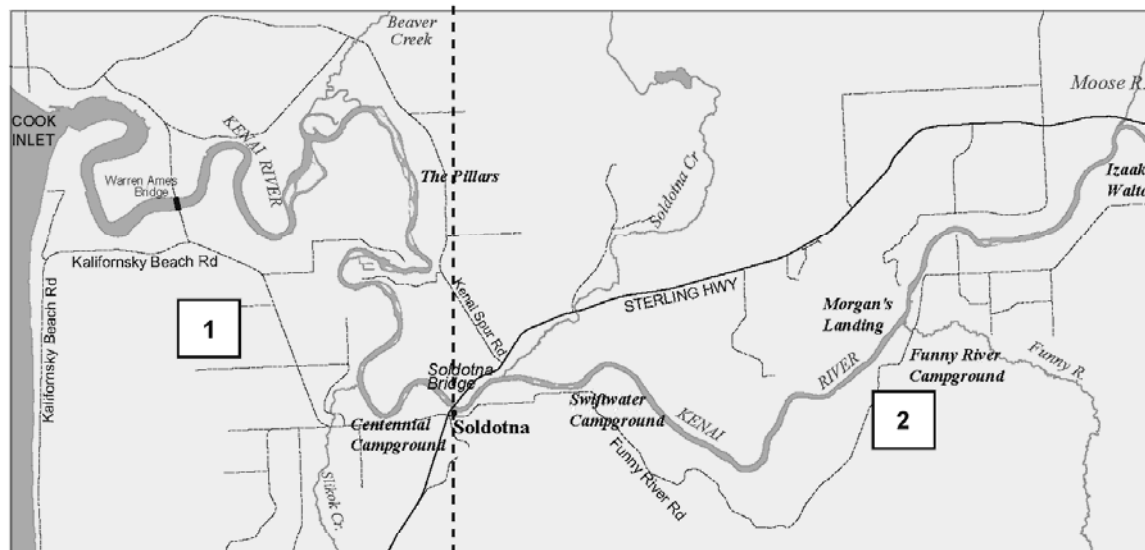 Beaver
Creek
Moose R.
COOK
INLET
KENAI RIVER
The Pillars
Soldotna Cr
Izaak
Walto
Warren Ames
Bridge
Kalifornsky Beach Rd
Kalifornsky Beach Rd
1
Kenai Spur Rd
STERLING HWY
Morgan's
Landing
Soldotna
Bridge
RIVER
Funny River
Campground
Funny R.
Centennial
Campground
Soldotna
Swiftwater
Campground
KENAI
2
Funny River Rd
Slikok Cr.